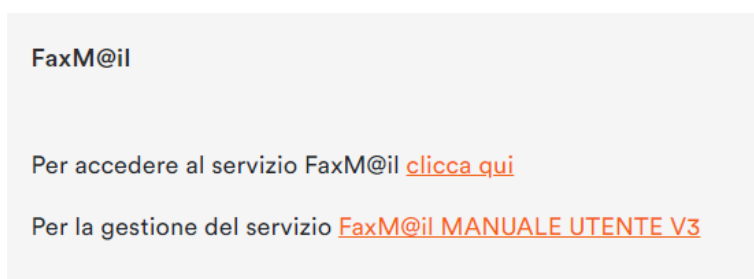 FaxM@il
Per accedere al servizio FaxM@il clicca qui
Per la gestione del servizio FaxM@il MANUALE UTENTE V3